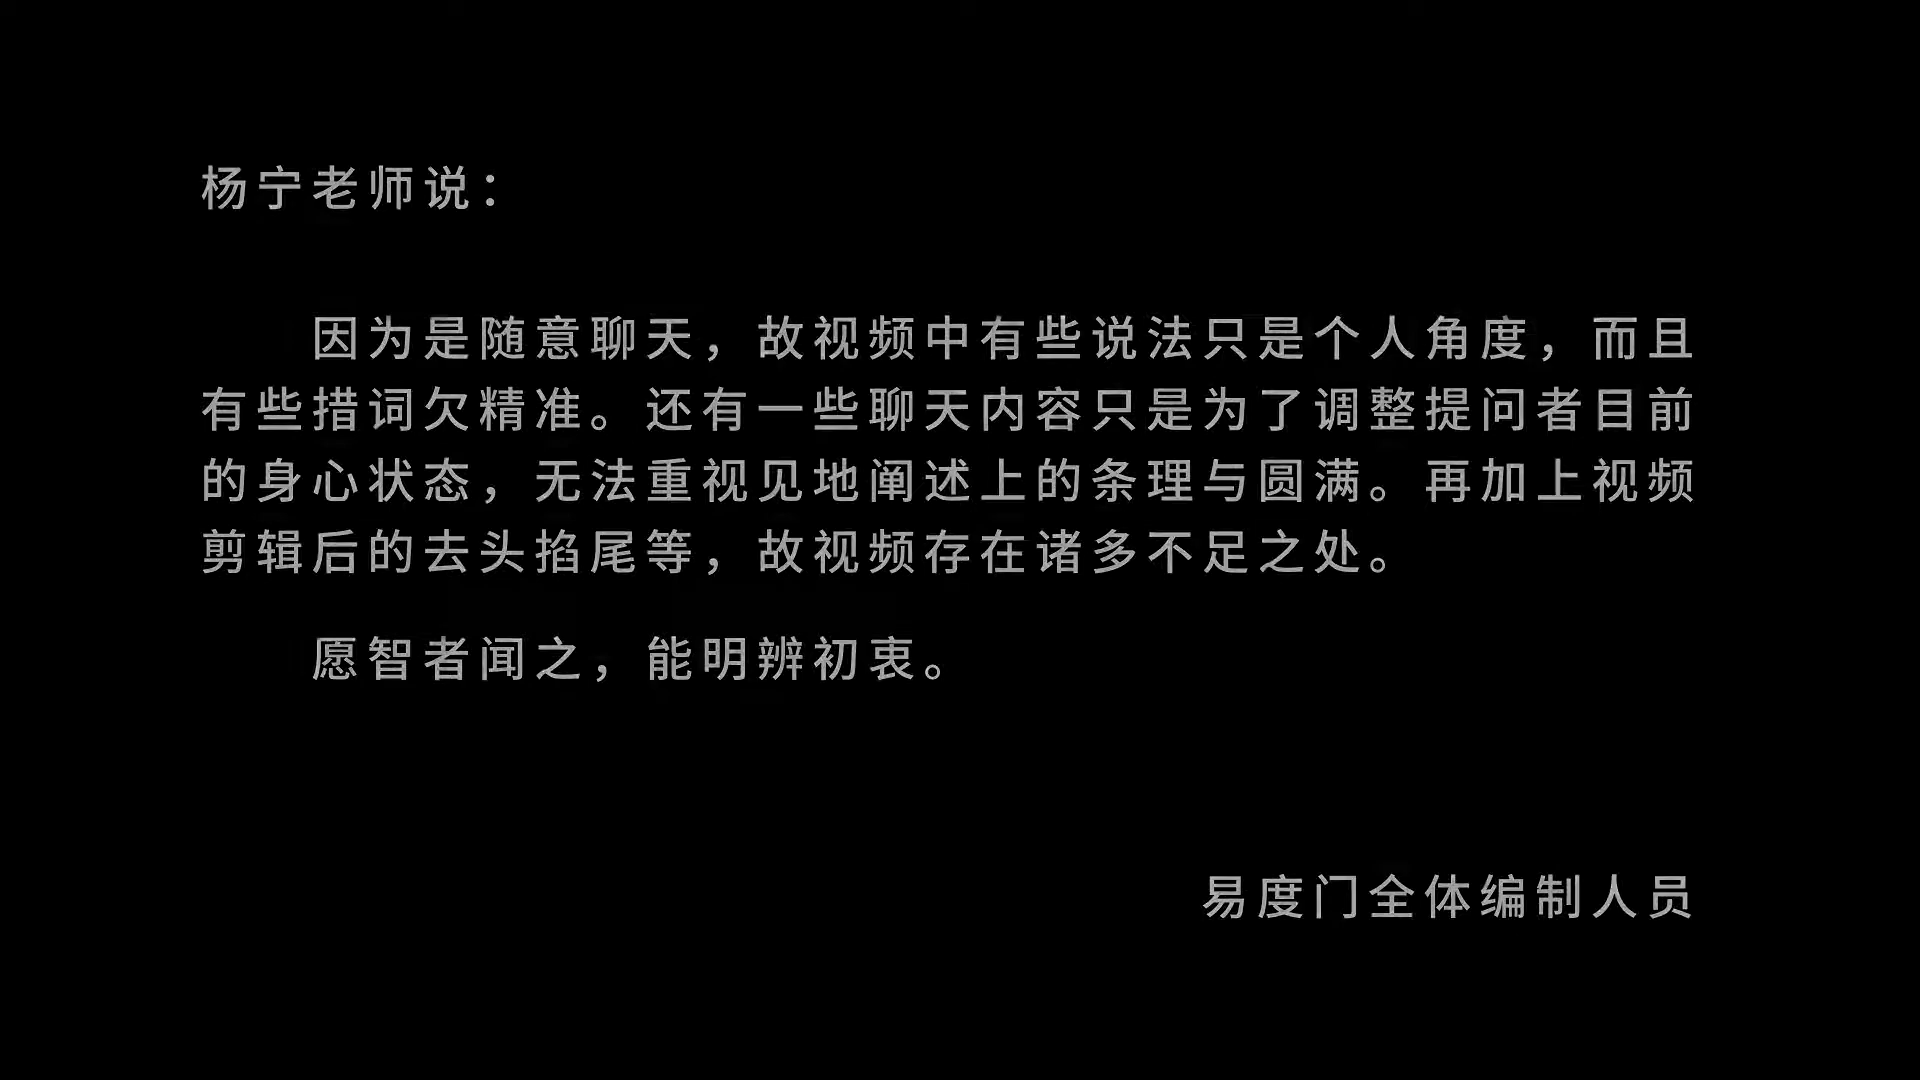 杨宁老师说：
因为是随意聊天，故视频中有些说法只是个人角度，而且
有些措词欠精准。还有一些聊天内容只是为了调整提问者目前
的身心状态，无法重视见地阐述上的条理与圆满。再加上视频
剪辑后的去头掐尾等，故视频存在诸多不足之处。
愿智者闻之，能明辨初衷。
易度门全体编制人员